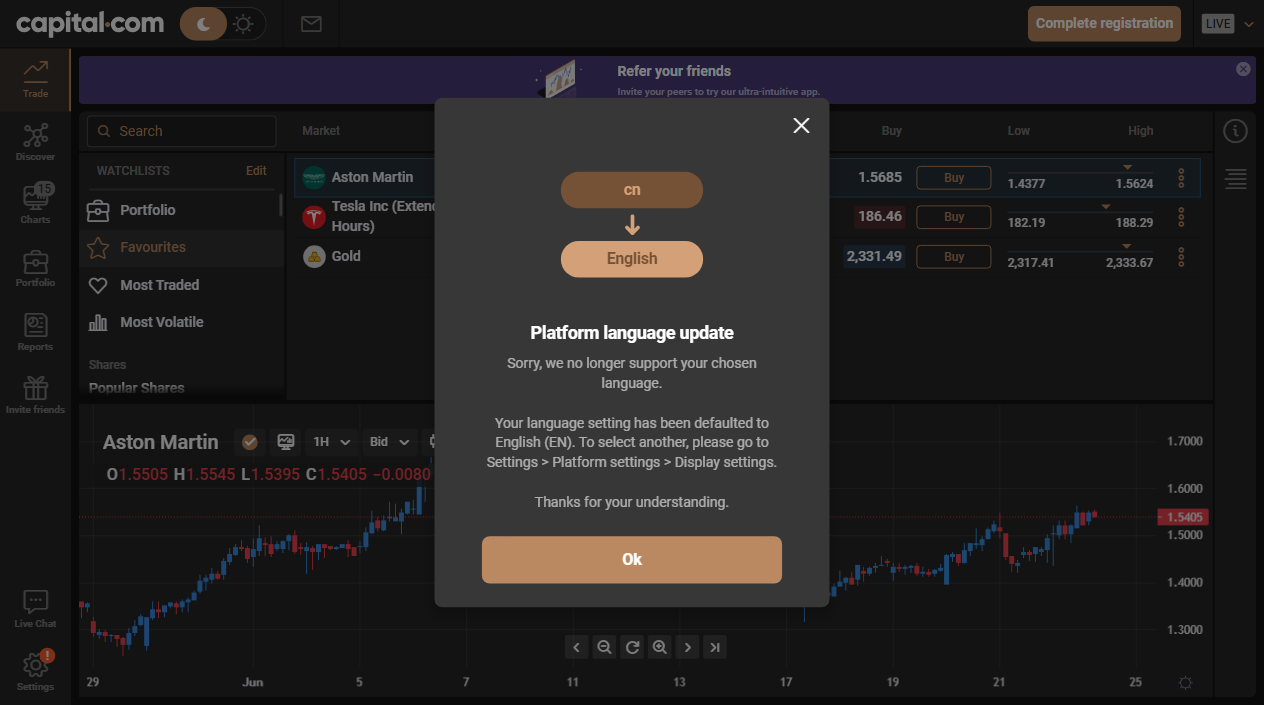 capital.com
Complete registration
LIVE
Trade
Refer your friends
Invite your peers to try our ultra-intuitive app.
Search
Market
Buy
Low
High
Discover
WATCHLISTS
Edit
Aston Martin
1.5685
Buy
1.4377
1.5624
15
Charts
Portfolio
Tesla Inc (Exten
Hours)
186.46
Buy
182.19
188.29
Favourites
Gold
2,331.49
Buy
2,317.41
2,333.67
Portfolio
Most Traded
Most Volatile
Reports
Shares
Popular Shares
Invite friends
cn
English
Platform language update
Sorry, we no longer support your chosen
language.
Your language setting has been defaulted to
English (EN). To select another, please go to
Settings > Platform settings > Display settings.
Thanks for your understanding.
Ok
Aston Martin
1H
Bid
O1.5505 H1.5545 L1.5395 C1.5405 −0.0080
1.7000
1.6000
1.5405
1.5000
1.4000
1.3000
Live Chat
Settings
29
Jun
5
7
11
13
17
19
21
25